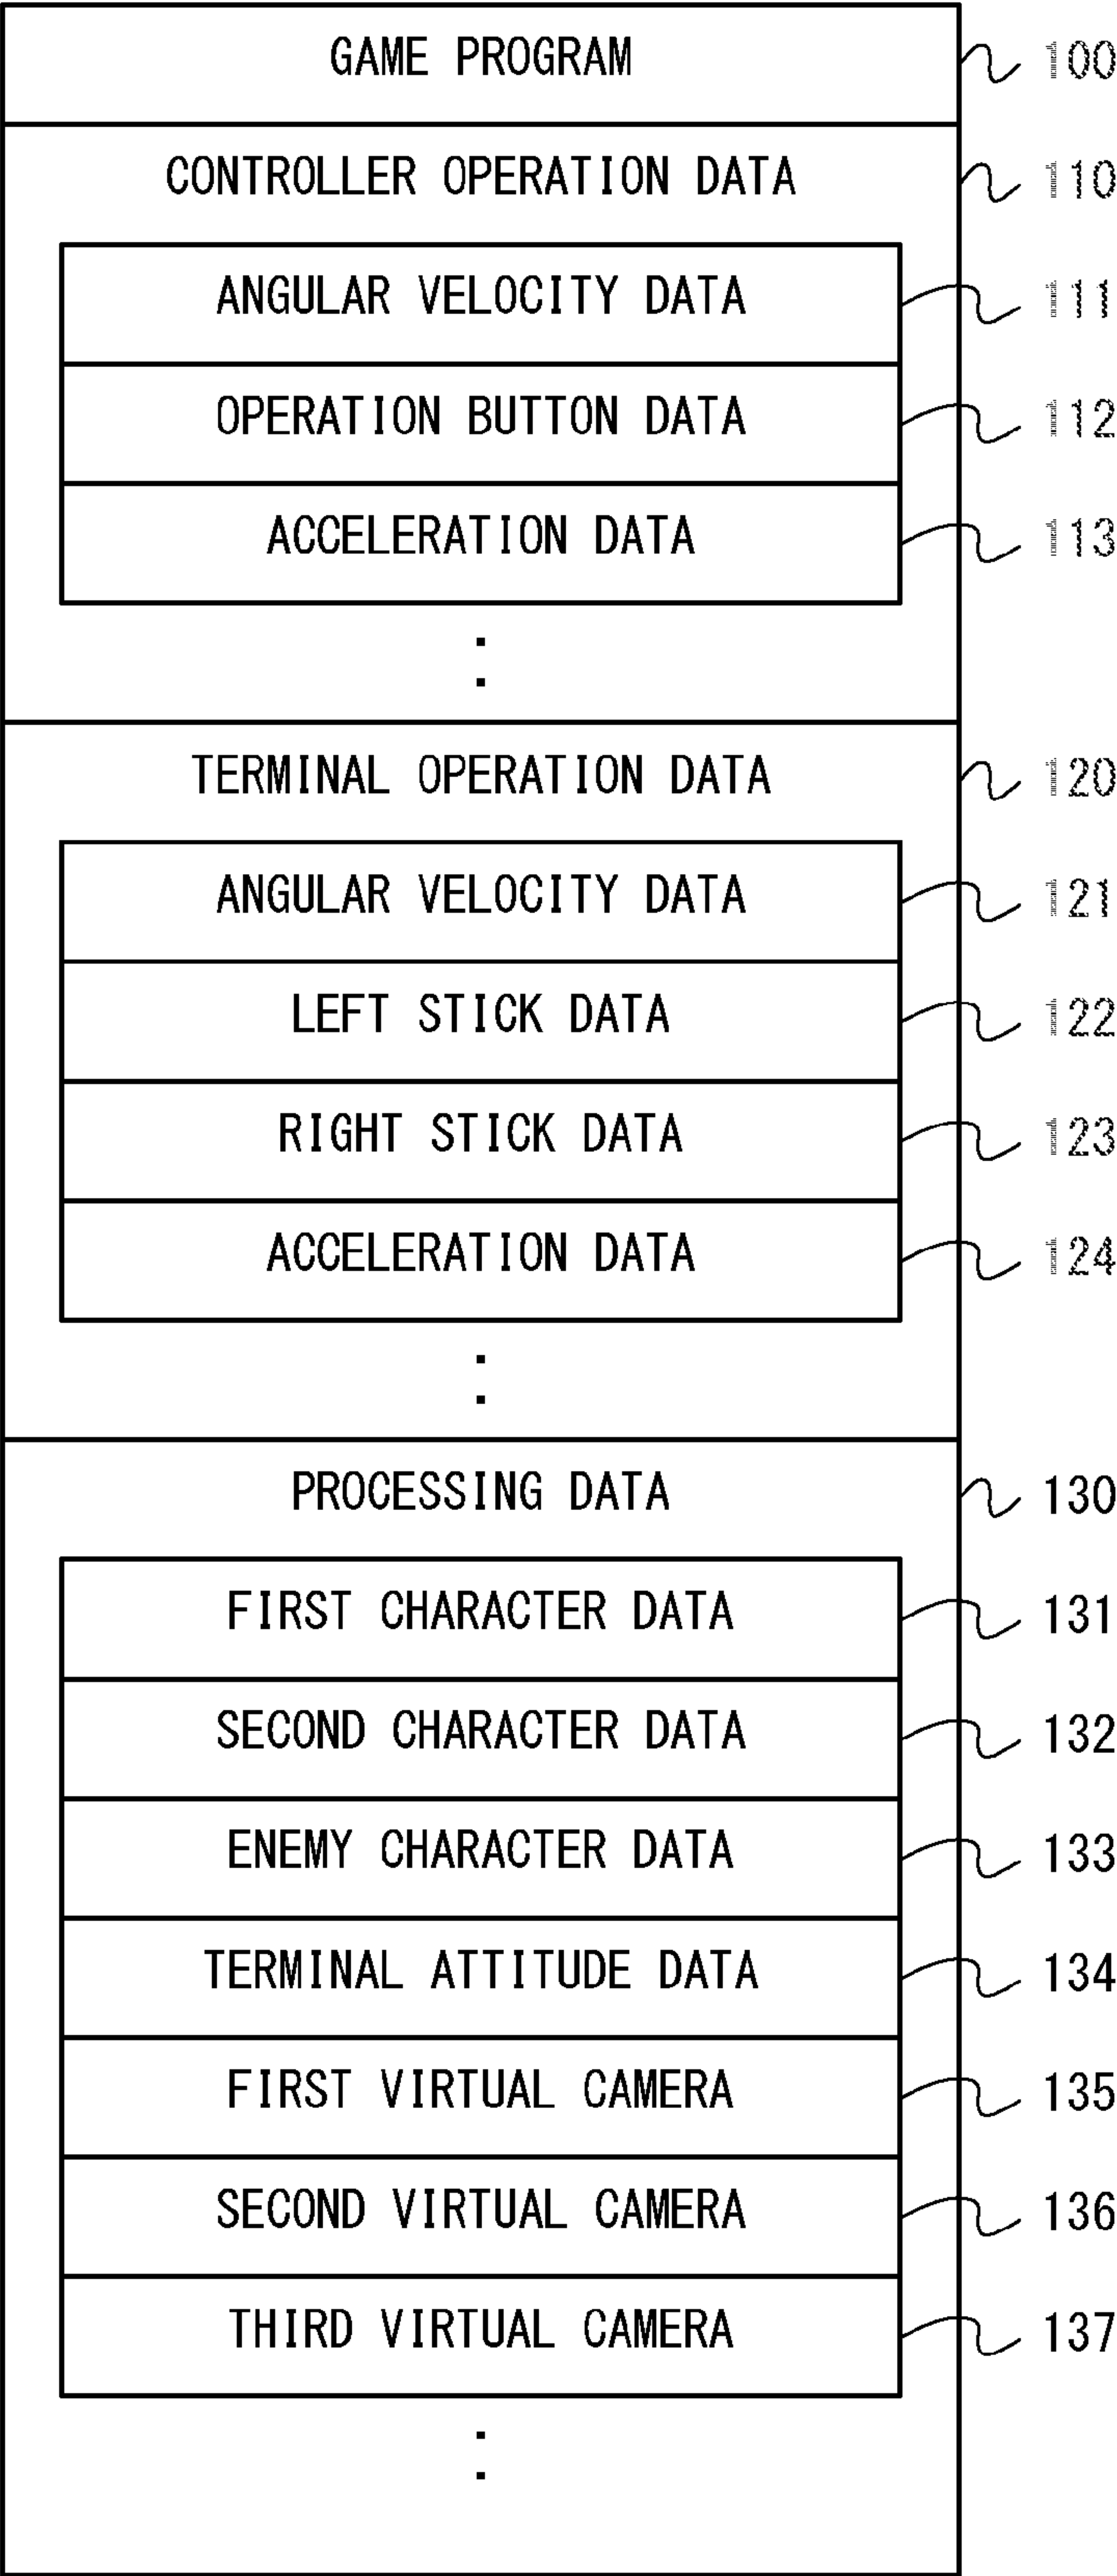 GAME PROGRAM 100
CONTROLLER OPERATION DATA 110
ANGULAR VELOCITY DATA 111
OPERATION BUTTON DATA 112
ACCELERATION DATA 113
:
TERMINAL OPERATION DATA 120
ANGULAR VELOCITY DATA 121
LEFT STICK DATA 122
RIGHT STICK DATA 123
ACCELERATION DATA 124
:
PROCESSING DATA 130
FIRST CHARACTER DATA 131
SECOND CHARACTER DATA 132
ENEMY CHARACTER DATA 133
TERMINAL ATTITUDE DATA 134
FIRST VIRTUAL CAMERA 135
SECOND VIRTUAL CAMERA 136
THIRD VIRTUAL CAMERA 137
: